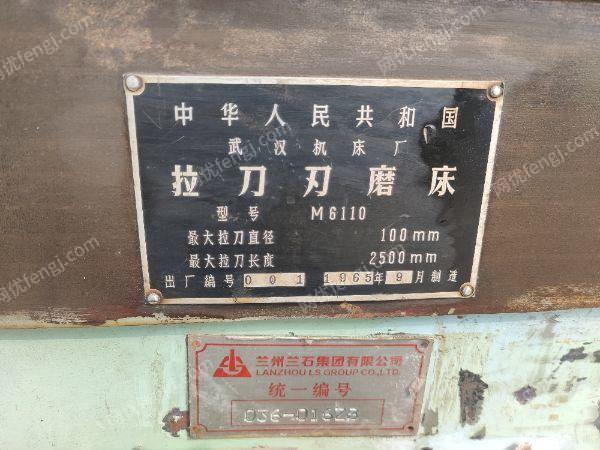 中华人民共和国
武汉机床厂
拉刀刃磨床
型号 M6110
最大拉刀直径 100mm
最大拉刀长度 2500mm
出厂编号 001 1965年9月制造
兰州兰石集团有限公司
LANZHOU LS GROUP CO.,LTD.
统一编号